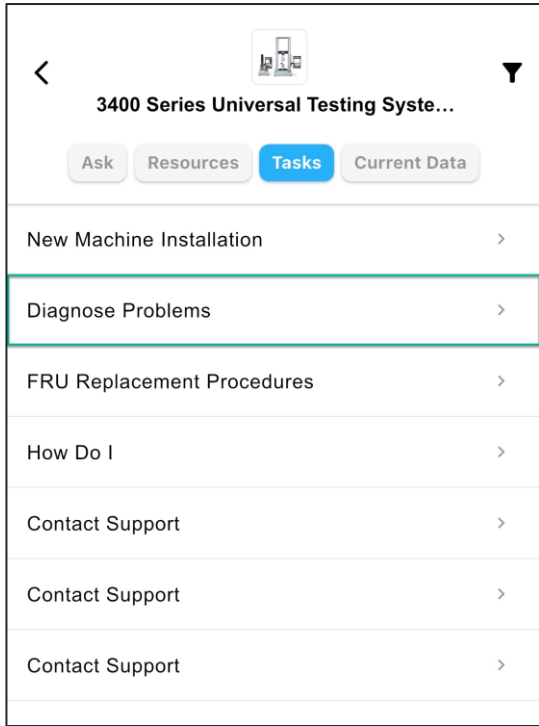 3400 Series Universal Testing Syste...
Ask Resources Tasks Current Data
New Machine Installation
Diagnose Problems
FRU Replacement Procedures
How Do I
Contact Support
Contact Support
Contact Support